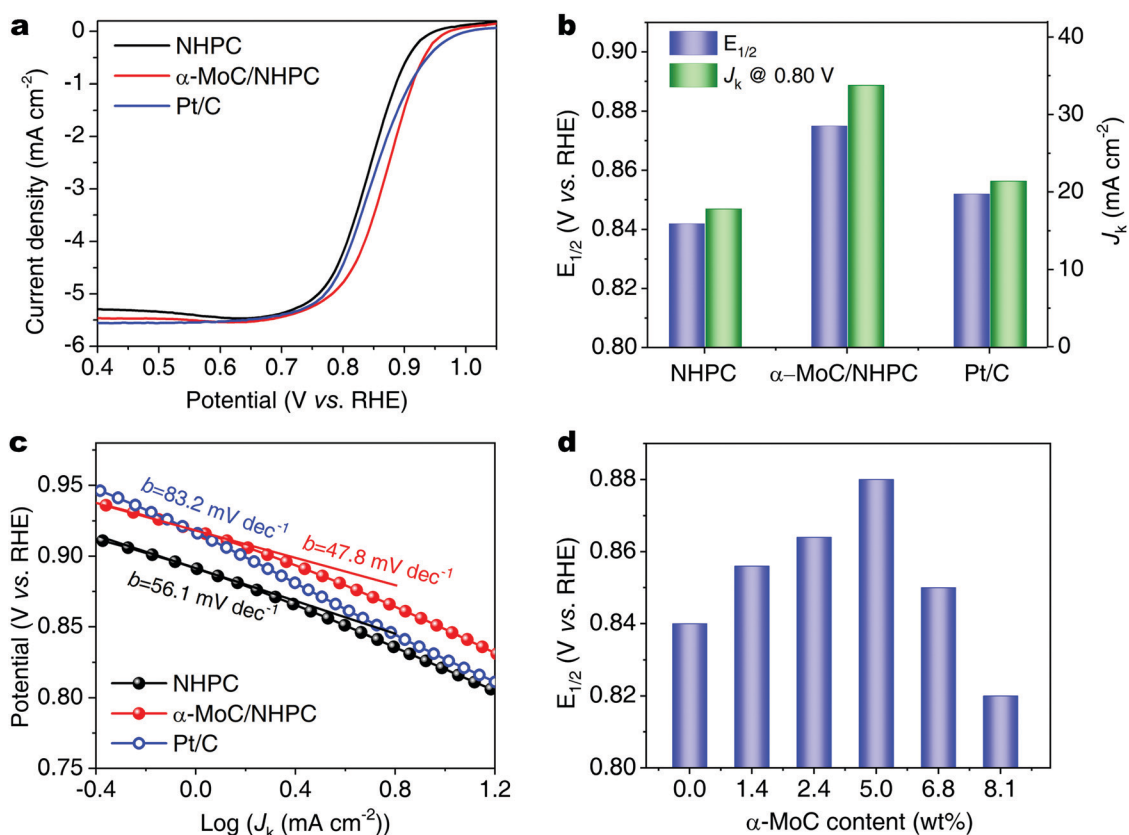 a
NHPC
α-MoC/NHPC
Pt/C
0
-1
-2
-3
-4
-5
-6
Current density (mA cm⁻²)
0.4 0.5 0.6 0.7 0.8 0.9 1.0
Potential (V vs. RHE)
b
E1/2
Jk @ 0.80 V
0.90
0.88
0.86
0.84
0.82
0.80
E1/2 (V vs. RHE)
40
30
20
10
0
Jk (mA cm⁻²)
NHPC α–MoC/NHPC Pt/C
c
b=83.2 mV dec⁻¹
b=47.8 mV dec⁻¹
b=56.1 mV dec⁻¹
NHPC
α-MoC/NHPC
Pt/C
0.95
0.90
0.85
0.80
0.75
Potential (V vs. RHE)
-0.4 0.0 0.4 0.8 1.2
Log (Jk (mA cm⁻²))
d
0.88
0.86
0.84
0.82
0.80
E1/2 (V vs. RHE)
0.0 1.4 2.4 5.0 6.8 8.1
α-MoC content (wt%)